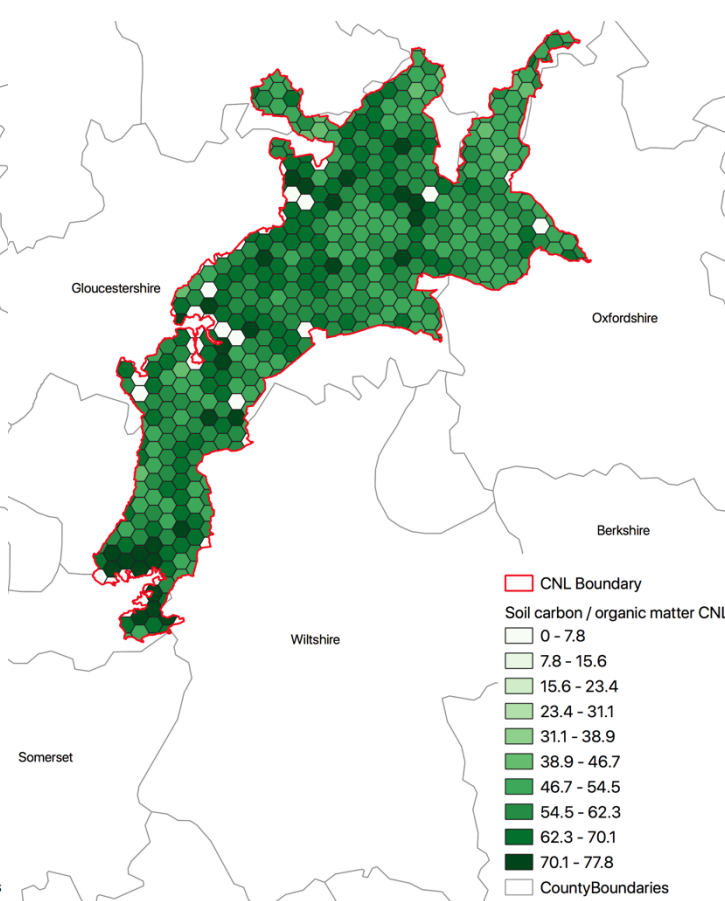 Gloucestershire
Oxfordshire
Berkshire
Wiltshire
Somerset
CNL Boundary
Soil carbon / organic matter CNL
0 - 7.8
7.8 - 15.6
15.6 - 23.4
23.4 - 31.1
31.1 - 38.9
38.9 - 46.7
46.7 - 54.5
54.5 - 62.3
62.3 - 70.1
70.1 - 77.8
CountyBoundaries